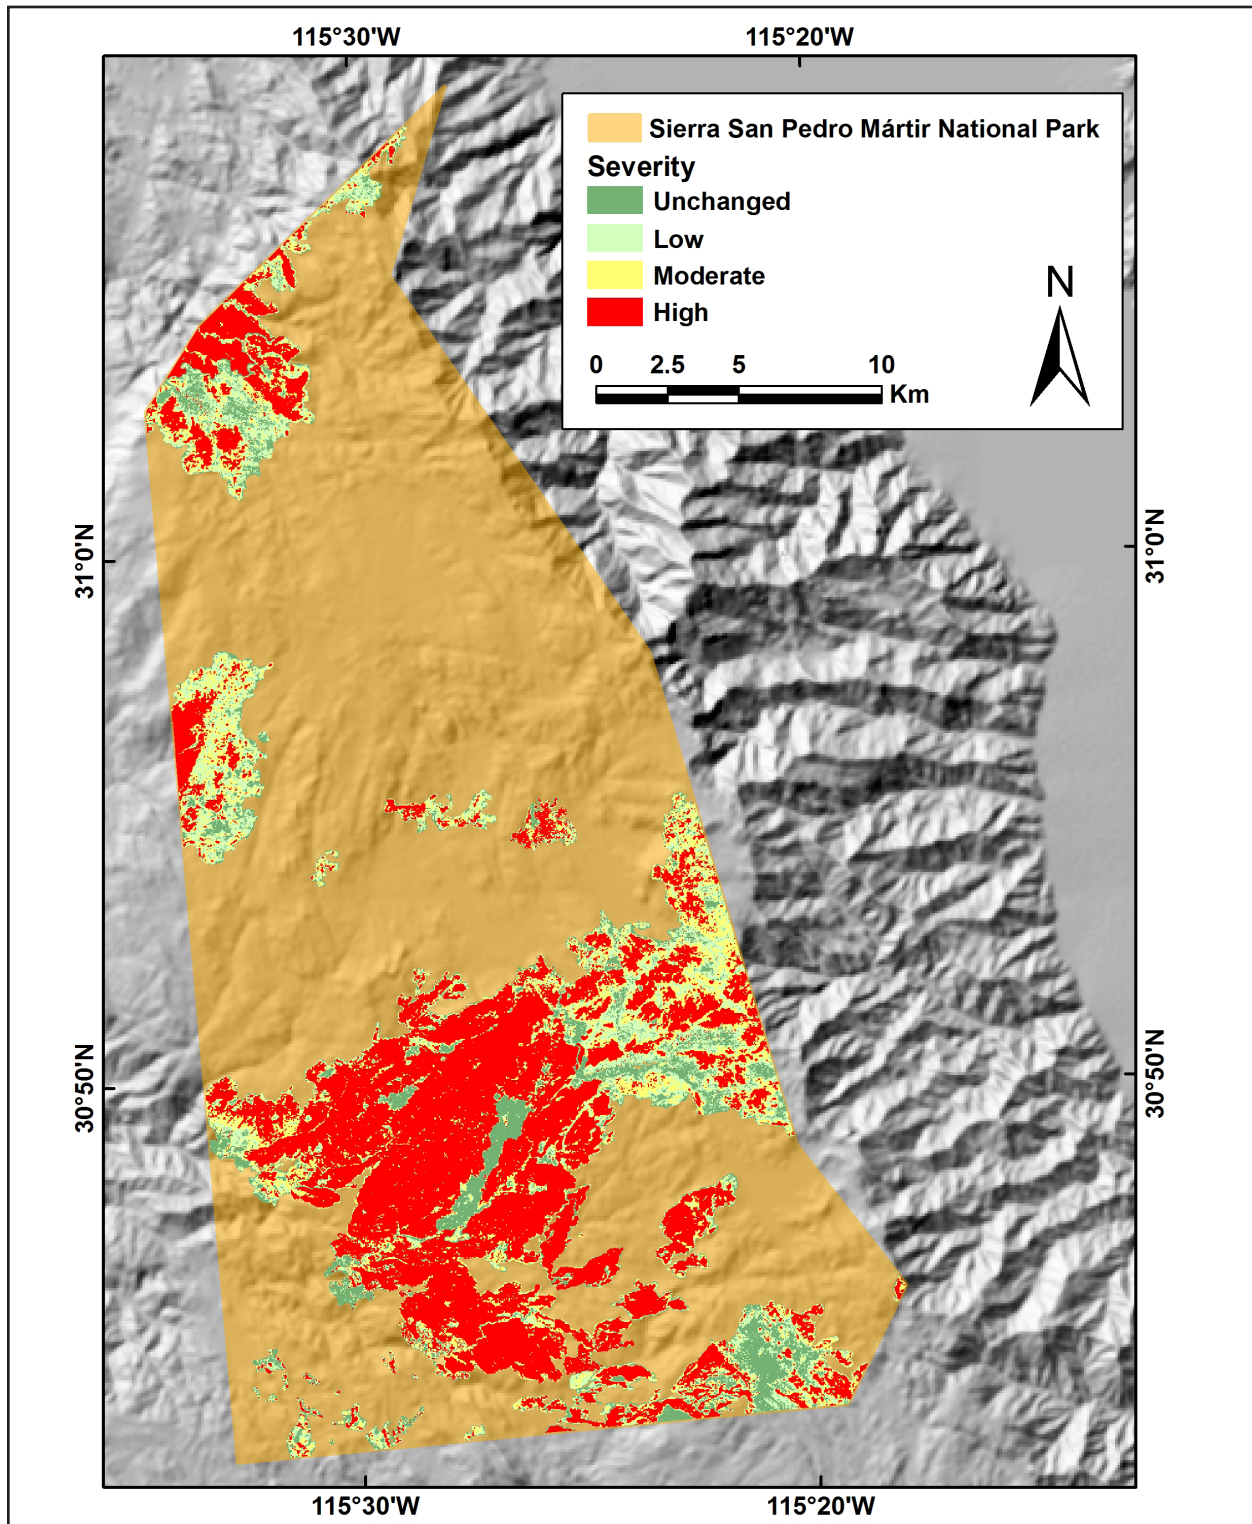 115°30'W 115°20'W
Sierra San Pedro Mártir National Park
Severity
Unchanged
Low
Moderate
High
N
0 2.5 5 10
Km
31°0'N 31°0'N
30°50'N 30°50'N
115°30'W 115°20'W